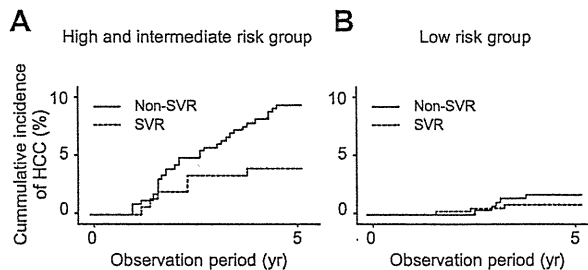 A
High and intermediate risk group
Cummulative incidence
of HCC (%)
10
5
0
Non-SVR
SVR
0
5
Observation period (yr)
B
Low risk group
10
5
0
Non-SVR
SVR
0
5
Observation period (yr)